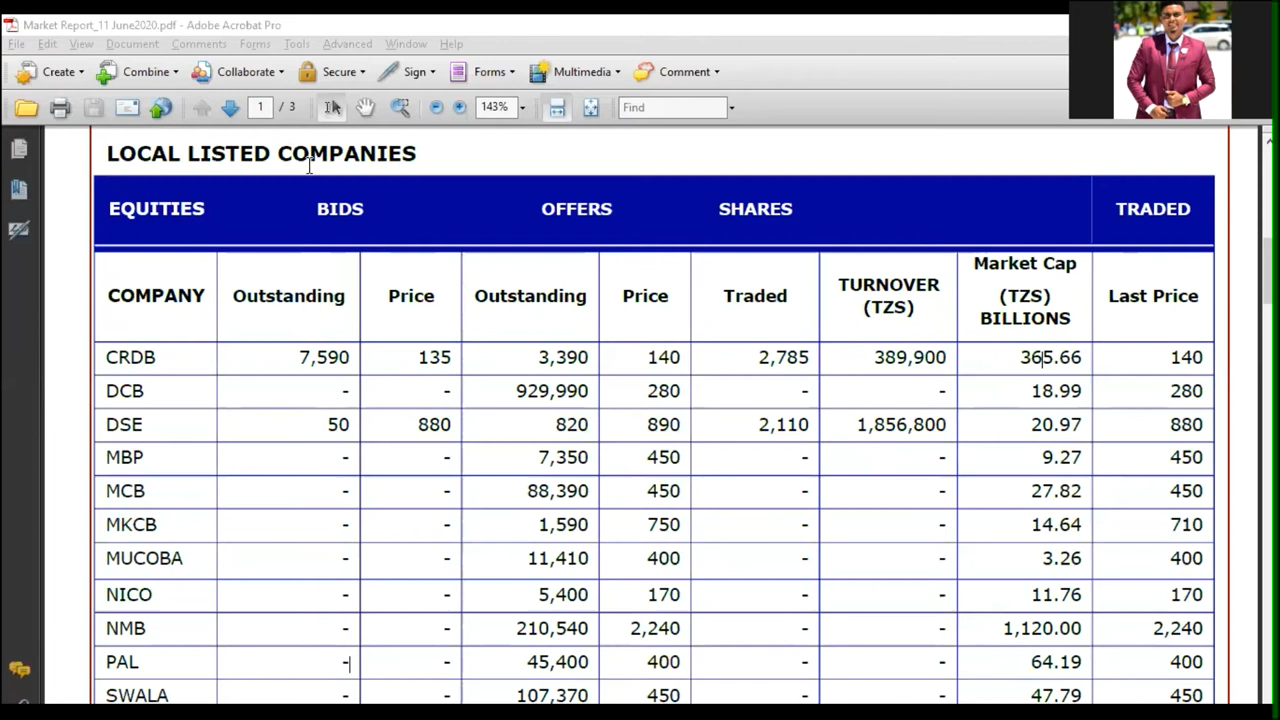 Market Report_11 June2020.pdf - Adobe Acrobat Pro
File Edit View Document Comments Forms Tools Advanced Window Help
Create Combine Collaborate Secure Sign Forms Multimedia Comment
1 / 3 143% Find
LOCAL LISTED COMPANIES
EQUITIES BIDS OFFERS SHARES TRADED
COMPANY Outstanding Price Outstanding Price Traded TURNOVER (TZS) Market Cap (TZS) BILLIONS Last Price
CRDB 7,590 135 3,390 140 2,785 389,900 365.66 140
DCB - - 929,990 280 - - 18.99 280
DSE 50 880 820 890 2,110 1,856,800 20.97 880
MBP - - 7,350 450 - - 9.27 450
MCB - - 88,390 450 - - 27.82 450
MKCB - - 1,590 750 - - 14.64 710
MUCOBA - - 11,410 400 - - 3.26 400
NICO - - 5,400 170 - - 11.76 170
NMB - - 210,540 2,240 - - 1,120.00 2,240
PAL - - 45,400 400 - - 64.19 400
SWALA - - 107,370 450 - - 47.79 450